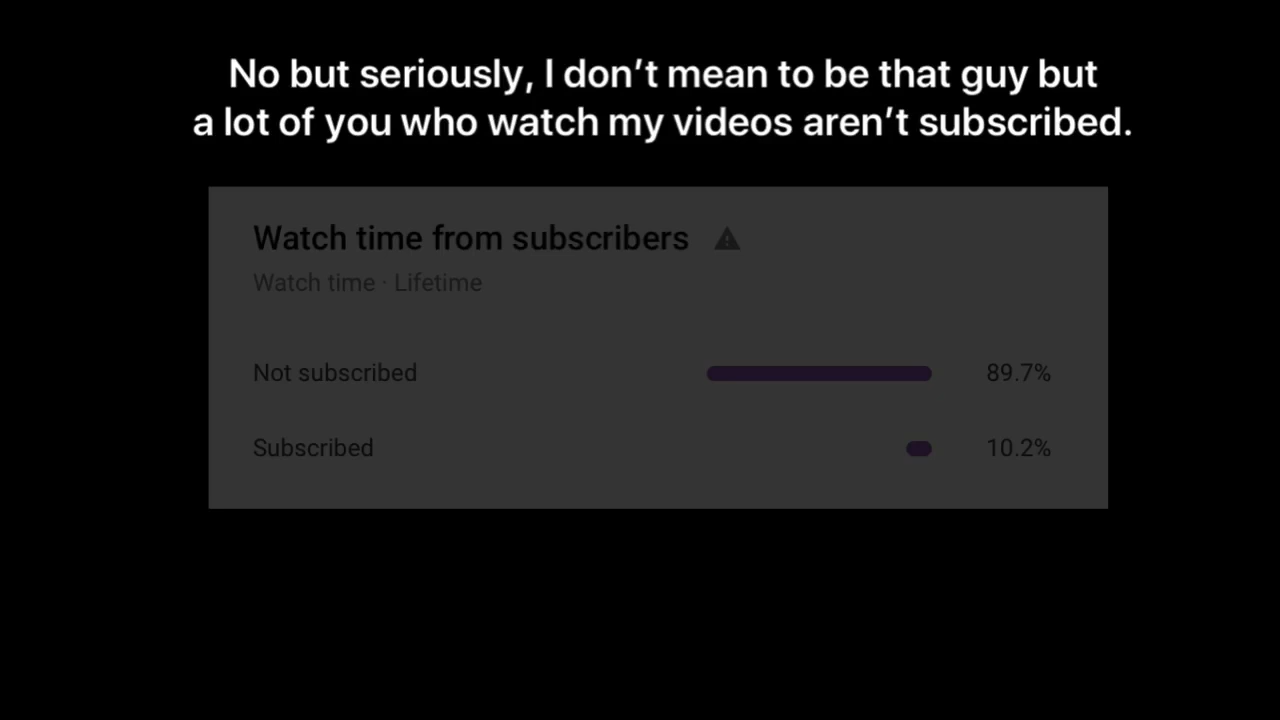 No but seriously, I don’t mean to be that guy but
a lot of you who watch my videos aren’t subscribed.
Watch time from subscribers
Watch time · Lifetime
Not subscribed 89.7%
Subscribed 10.2%